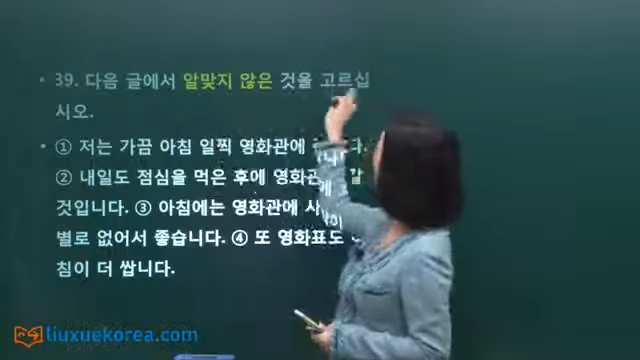 39. 다음 글에서 알맞지 않은 것을 고르십
시오.
① 저는 가끔 아침 일찍 영화관에
② 내일도 점심을 먹은 후에 갈
것입니다. ③ 아침에는 영화관에
별로 없어서 좋습니다. ④ 또 영화표도
침이 더 쌉니다.
liuxuekorea.com